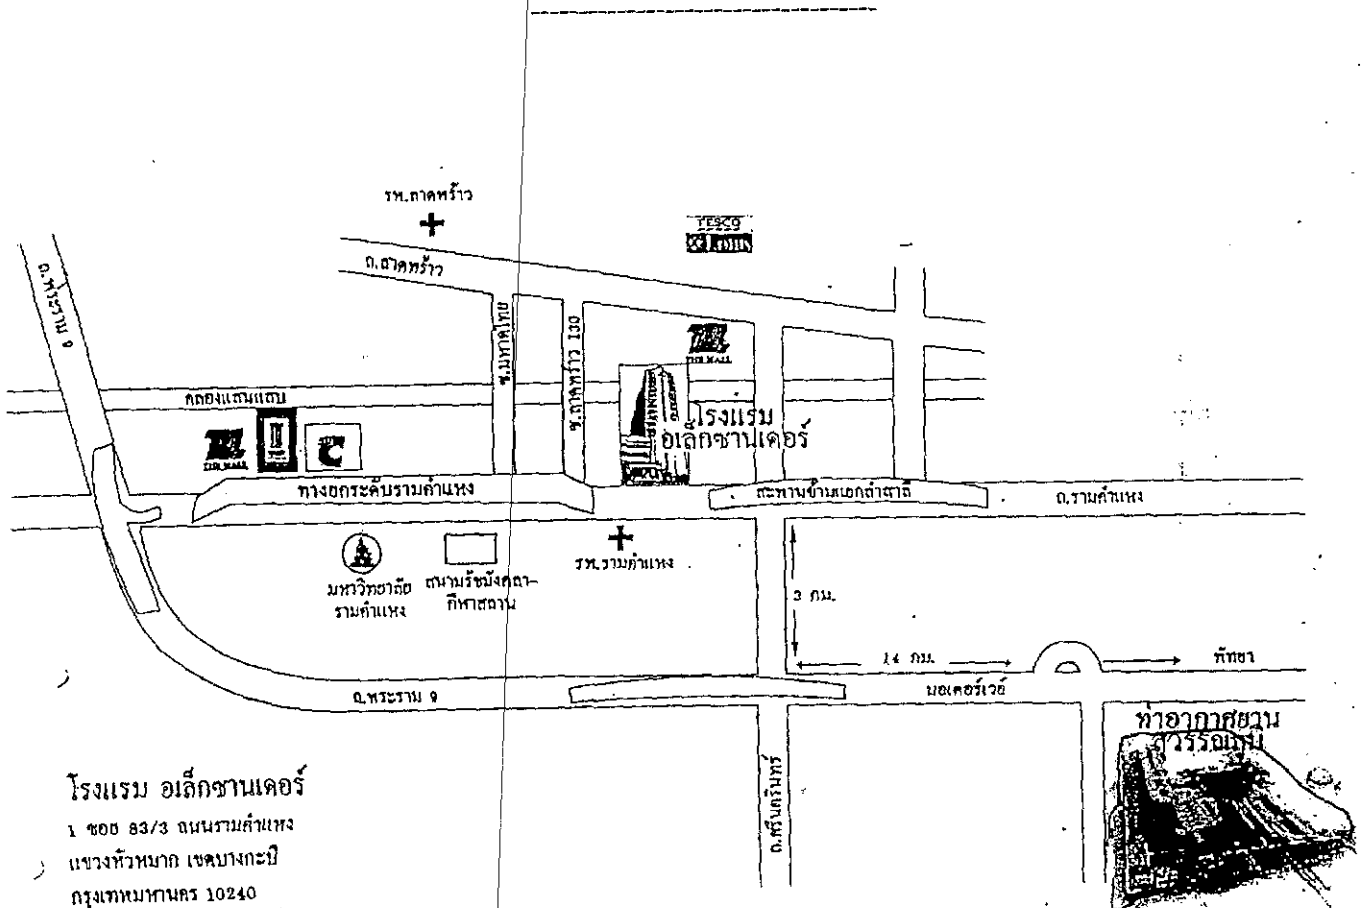 รพ.ลาดพร้าว
TESCO
Lotus
ถ.ลาดพร้าว
ถ.พระราม 9
ซ.มหาดไทย
ซ.ลาดพร้าว 130
THE MALL
คลองแสนแสบ
โรงแรม
อเล็กซานเดอร์
THE MALL
C
ทางยกระดับรามคำแหง
สะพานข้ามแยกลำสาลี
ถ.รามคำแหง
มหาวิทยาลัย
รามคำแหง
สนามรัชมังคลา-
กีฬาสถาน
รพ.รามคำแหง
3 กม.
14 กม.
พัทยา
ถ.พระราม 9
มอเตอร์เวย์
ท่าอากาศยาน
สุวรรณภูมิ
ถ.ศรีนครินทร์
โรงแรม อเล็กซานเดอร์
1 ซอย 83/3 ถนนรามคำแหง
แขวงหัวหมาก เขตบางกะปิ
กรุงเทพมหานคร 10240